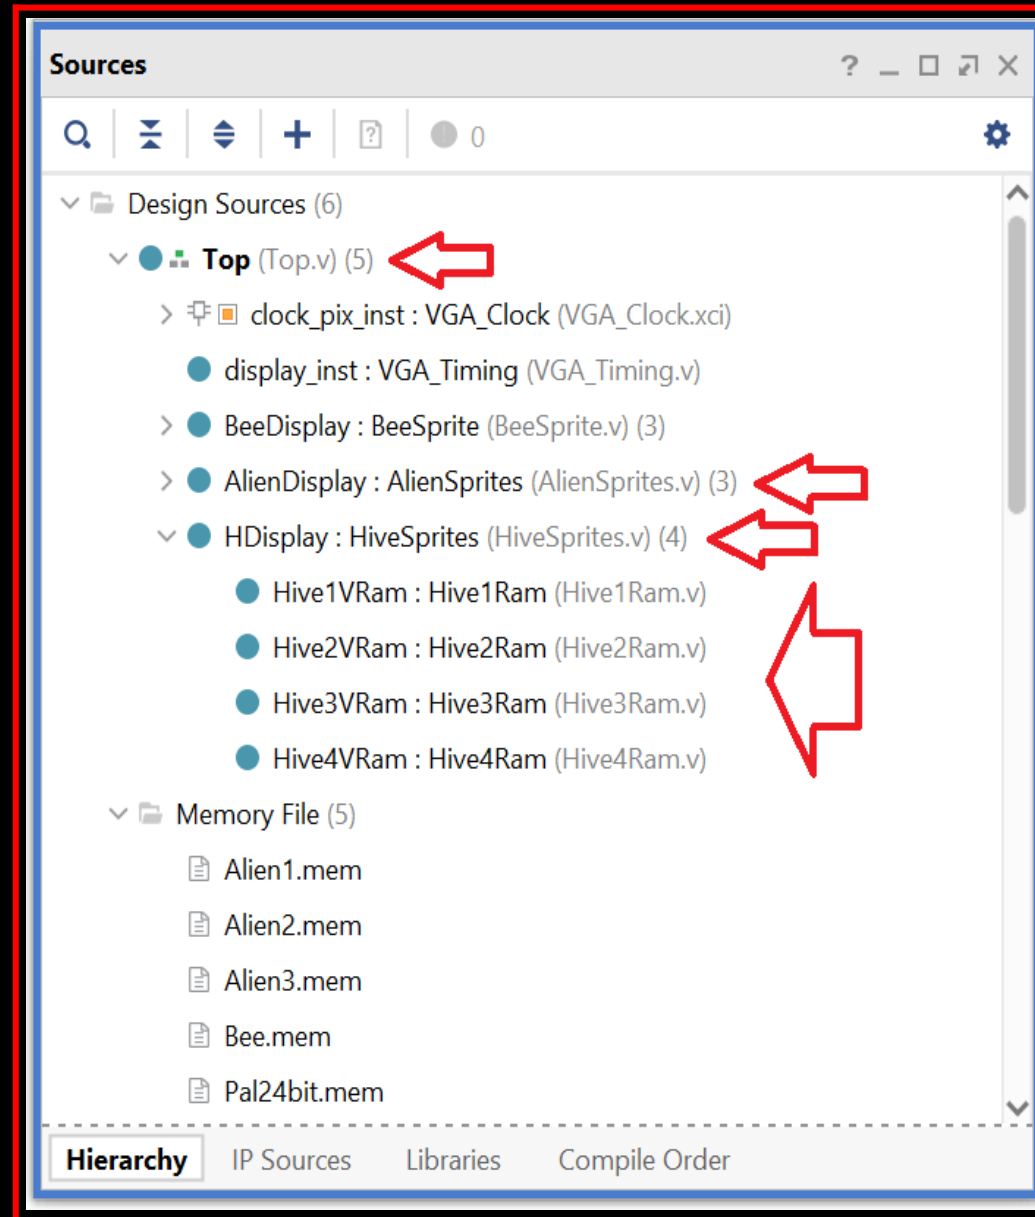 Sources
0
Design Sources (6)
Top (Top.v) (5)
clock_pix_inst : VGA_Clock (VGA_Clock.xci)
display_inst : VGA_Timing (VGA_Timing.v)
BeeDisplay : BeeSprite (BeeSprite.v) (3)
AlienDisplay : AlienSprites (AlienSprites.v) (3)
HDisplay : HiveSprites (HiveSprites.v) (4)
Hive1VRam : Hive1Ram (Hive1Ram.v)
Hive2VRam : Hive2Ram (Hive2Ram.v)
Hive3VRam : Hive3Ram (Hive3Ram.v)
Hive4VRam : Hive4Ram (Hive4Ram.v)
Memory File (5)
Alien1.mem
Alien2.mem
Alien3.mem
Bee.mem
Pal24bit.mem
Hierarchy IP Sources Libraries Compile Order